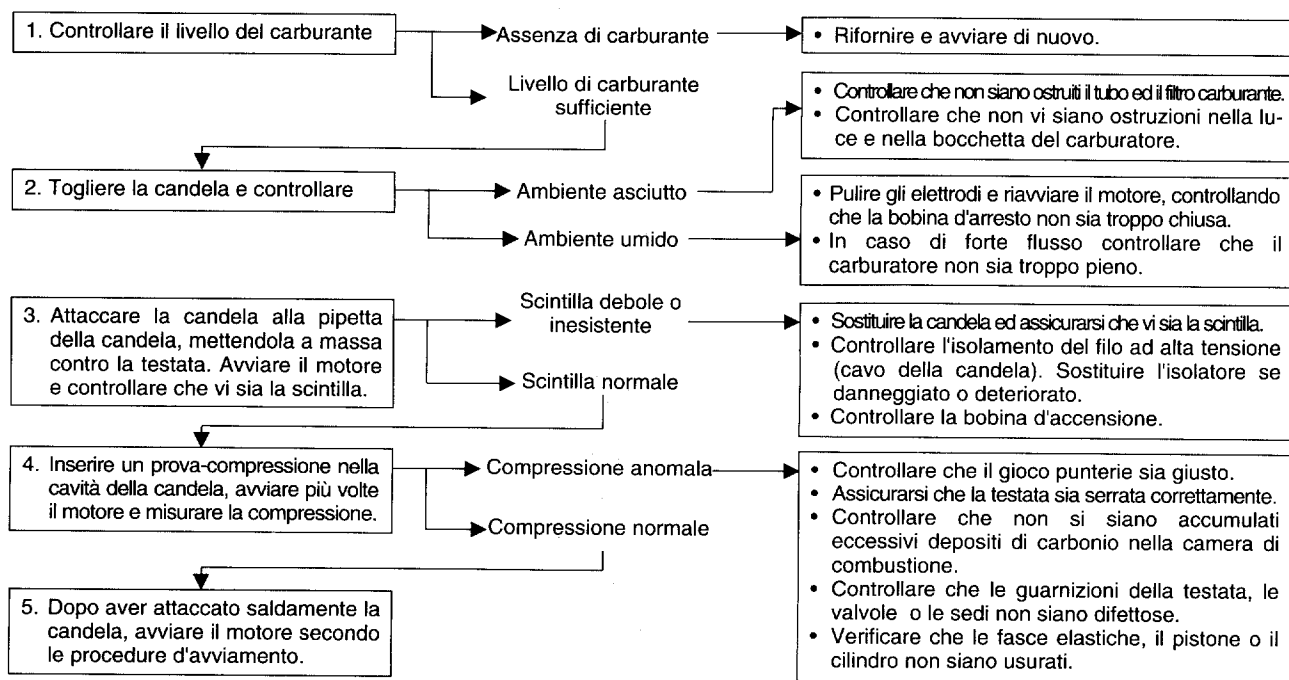 1. Controllare il livello del carburante
Assenza di carburante
• Rifornire e avviare di nuovo.
Livello di carburante
sufficiente
• Controllare che non siano ostruiti il tubo ed il filtro carburante.
• Controllare che non vi siano ostruzioni nella lu-
ce e nella bocchetta del carburatore.
2. Togliere la candela e controllare
Ambiente asciutto
Ambiente umido
• Pulire gli elettrodi e riavviare il motore, controllando
che la bobina d'arresto non sia troppo chiusa.
• In caso di forte flusso controllare che il
carburatore non sia troppo pieno.
3. Attaccare la candela alla pipetta
della candela, mettendola a massa
contro la testata. Avviare il motore
e controllare che vi sia la scintilla.
Scintilla debole o
inesistente
Scintilla normale
• Sostituire la candela ed assicurarsi che vi sia la scintilla.
• Controllare l'isolamento del filo ad alta tensione
(cavo della candela). Sostituire l'isolatore se
danneggiato o deteriorato.
• Controllare la bobina d'accensione.
4. Inserire un prova-compressione nella
cavità della candela, avviare più volte
il motore e misurare la compressione.
Compressione anomala
Compressione normale
• Controllare che il gioco punterie sia giusto.
• Assicurarsi che la testata sia serrata correttamente.
• Controllare che non si siano accumulati
eccessivi depositi di carbonio nella camera di
combustione.
• Controllare che le guarnizioni della testata, le
valvole o le sedi non siano difettose.
• Verificare che le fasce elastiche, il pistone o il
cilindro non siano usurati.
5. Dopo aver attaccato saldamente la
candela, avviare il motore secondo
le procedure d'avviamento.